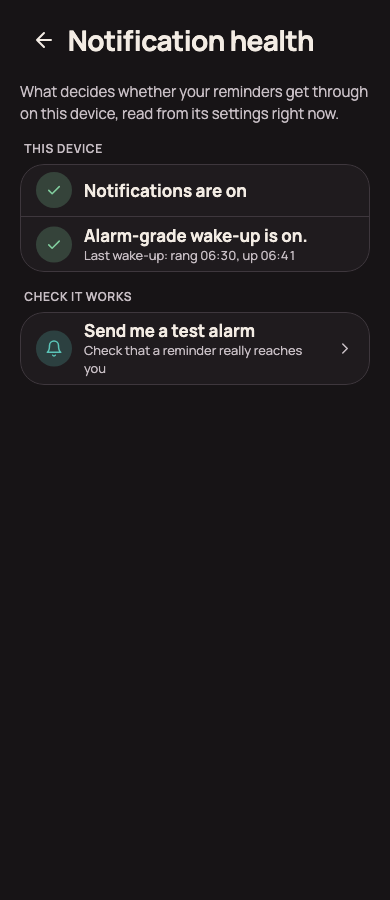 Notification health
What decides whether your reminders get through
on this device, read from its settings right now.
THIS DEVICE
Notifications are on
Alarm-grade wake-up is on.
Last wake-up: rang 06:30, up 06:41
CHECK IT WORKS
Send me a test alarm
Check that a reminder really reaches
you